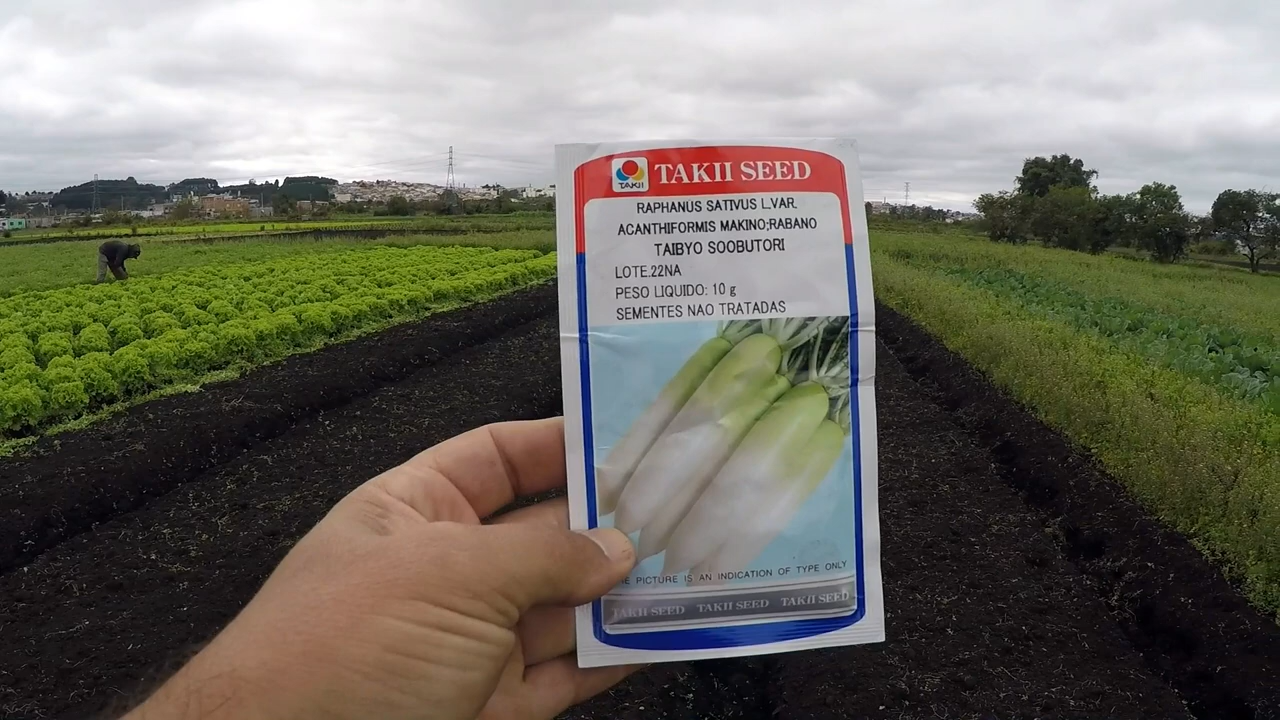 TAKII
TAKII SEED
RAPHANUS SATIVUS L.VAR.
ACANTHIFORMIS MAKINO;RABANO
TAIBYO SOOBUTORI
LOTE.22NA
PESO LIQUIDO: 10 g
SEMENTES NAO TRATADAS
PICTURE IS AN INDICATION OF TYPE ONLY
TAKII SEED TAKII SEED TAKII SEED